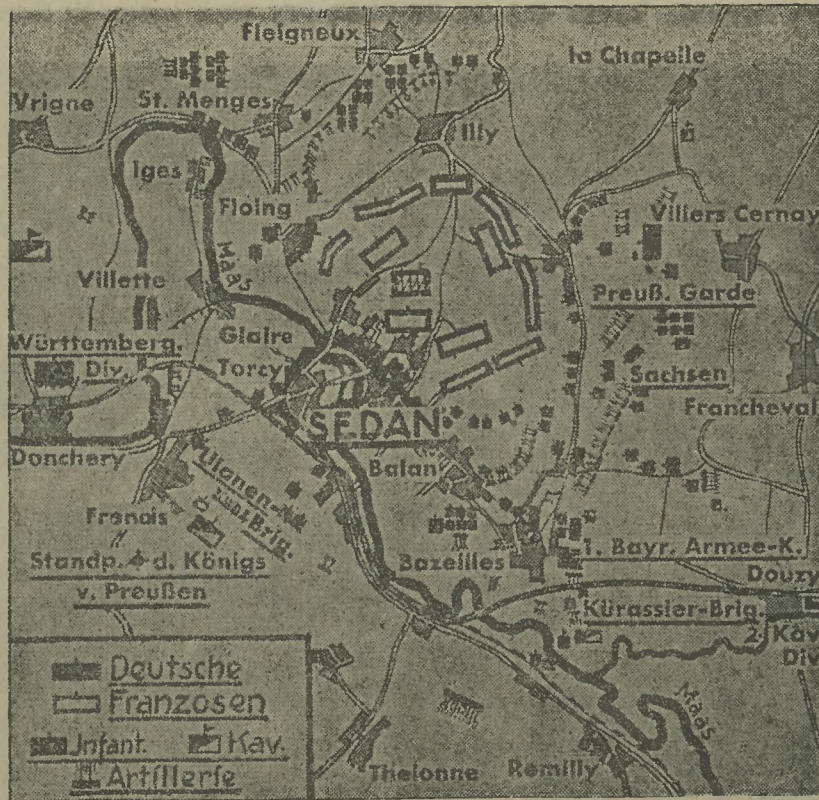 Fleigneux
la Chapelle
Vrigne
St. Menges
Illy
Iges
Floing
Villers Cernay
Maas
Villette
Preuß. Garde
Württemberg.
Div.
Glaire
Torcy
Sachsen
Francheval
SEDAN
Donchery
Balan
Ulanen-
Brig.
Frenois
Standp. d. Königs
v. Preußen
Bazeilles
1. Bayr. Armee-K.
Douzy
Kürassier-Brig.
2. Kav.
Div.
Maas
Deutsche
Franzosen
Infant. Kav.
Artillerie
Thelonne
Remilly